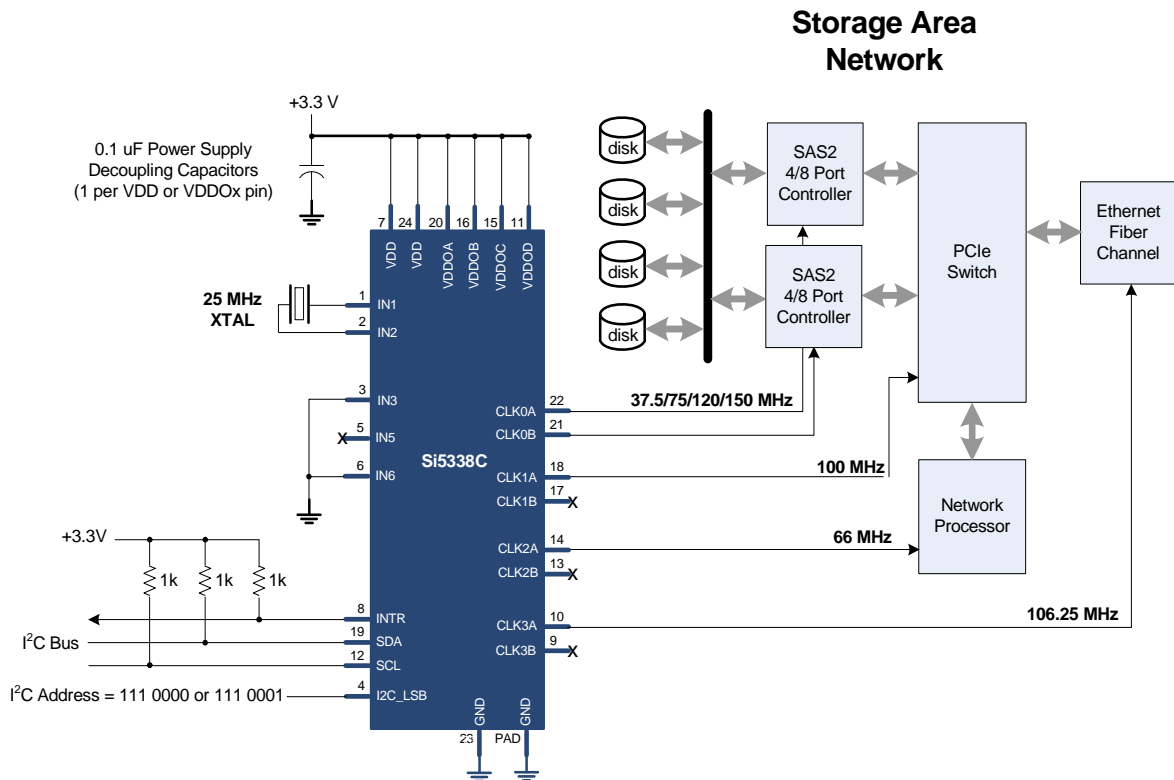 Storage Area
Network
+3.3 V
0.1 uF Power Supply
Decoupling Capacitors
(1 per VDD or VDDOx pin)
7
24
20
16
15
11
VDD
VDD
VDDOA
VDDOB
VDDOC
VDDOD
25 MHz
XTAL
1
IN1
2
IN2
3
IN3
5
X
IN5
6
IN6
Si5338C
+3.3V
1k
1k
1k
8
INTR
I²C Bus
19
SDA
12
SCL
I²C Address = 111 0000 or 111 0001
4
I2C_LSB
GND
GND
23
PAD
CLK0A
22
37.5/75/120/150 MHz
CLK0B
21
CLK1A
18
100 MHz
CLK1B
17
X
CLK2A
14
66 MHz
CLK2B
13
X
CLK3A
10
106.25 MHz
CLK3B
9
X
disk
disk
disk
disk
SAS2
4/8 Port
Controller
SAS2
4/8 Port
Controller
PCIe
Switch
Ethernet
Fiber
Channel
Network
Processor